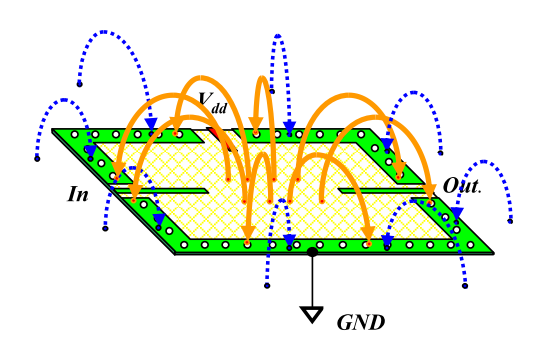 Vdd
In
Out.
GND